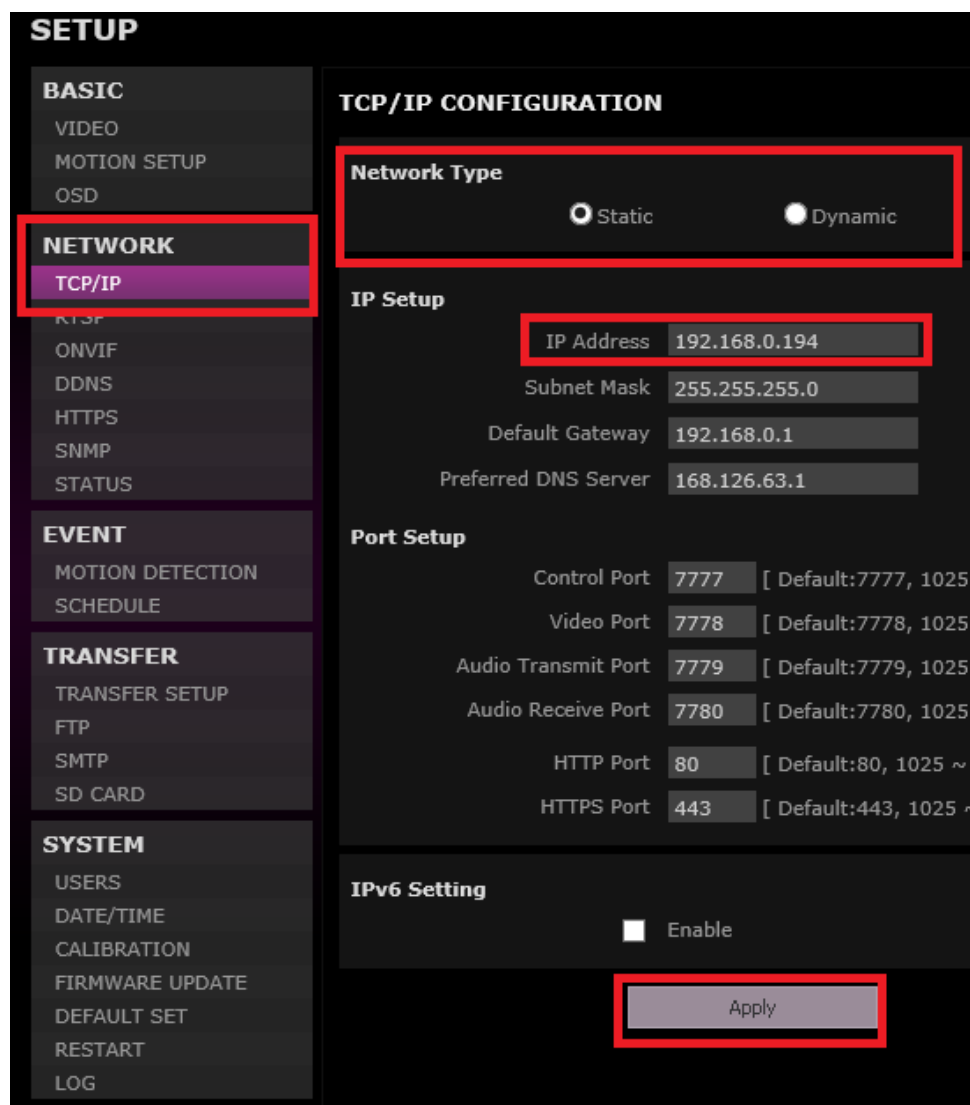 SETUP
BASIC
VIDEO
MOTION SETUP
OSD
NETWORK
TCP/IP
RTSP
ONVIF
DDNS
HTTPS
SNMP
STATUS
EVENT
MOTION DETECTION
SCHEDULE
TRANSFER
TRANSFER SETUP
FTP
SMTP
SD CARD
SYSTEM
USERS
DATE/TIME
CALIBRATION
FIRMWARE UPDATE
DEFAULT SET
RESTART
LOG
TCP/IP CONFIGURATION
Network Type
Static Dynamic
IP Setup
IP Address 192.168.0.194
Subnet Mask 255.255.255.0
Default Gateway 192.168.0.1
Preferred DNS Server 168.126.63.1
Port Setup
Control Port 7777 [ Default:7777, 1025
Video Port 7778 [ Default:7778, 1025
Audio Transmit Port 7779 [ Default:7779, 1025
Audio Receive Port 7780 [ Default:7780, 1025
HTTP Port 80 [ Default:80, 1025 ~
HTTPS Port 443 [ Default:443, 1025 ~
IPv6 Setting
Enable
Apply